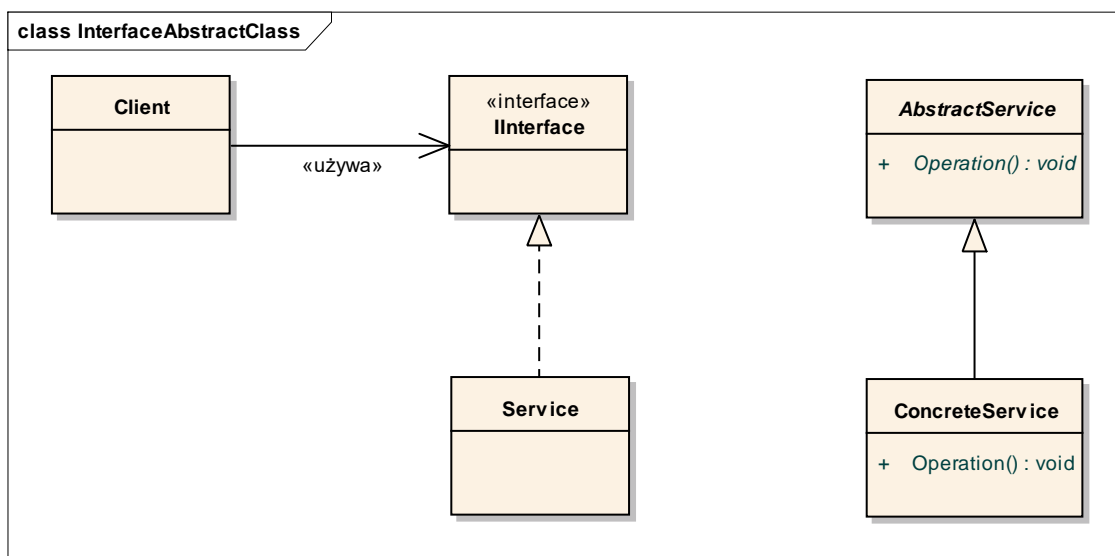 class InterfaceAbstractClass
Client
«używa»
«interface»
IInterface
Service
AbstractService
+ Operation() : void
ConcreteService
+ Operation() : void